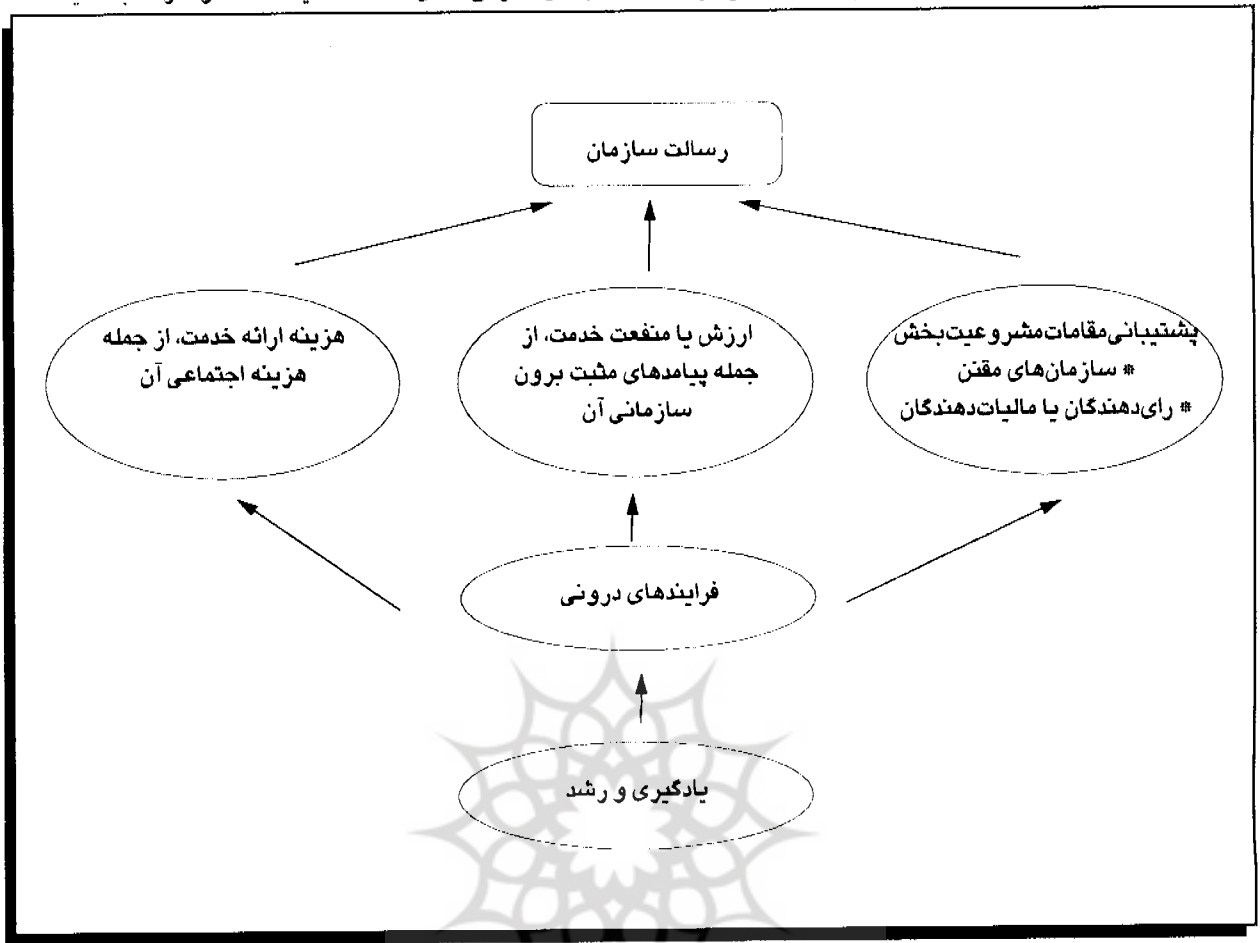 رسالت سازمان
پشتیبانی مقامات مشروعیت‌بخش
* سازمان‌های مقنن
* رای‌دهندگان یا مالیات‌دهندگان
ارزش یا منفعت خدمت، از
جمله پیامدهای مثبت برون
سازمانی آن
هزینه ارائه خدمت، از جمله
هزینه اجتماعی آن
فرایندهای درونی
یادگیری و رشد